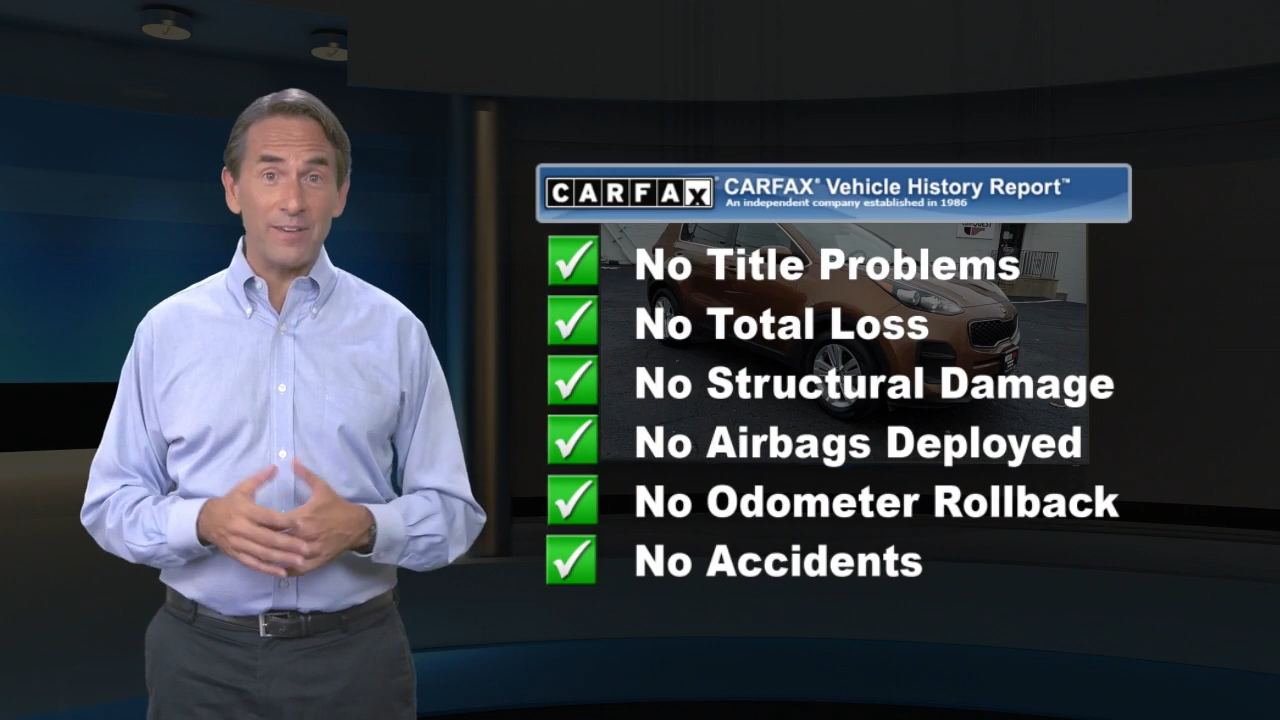 CARFAX CARFAX® Vehicle History Report™
An independent company established in 1986
No Title Problems
No Total Loss
No Structural Damage
No Airbags Deployed
No Odometer Rollback
No Accidents